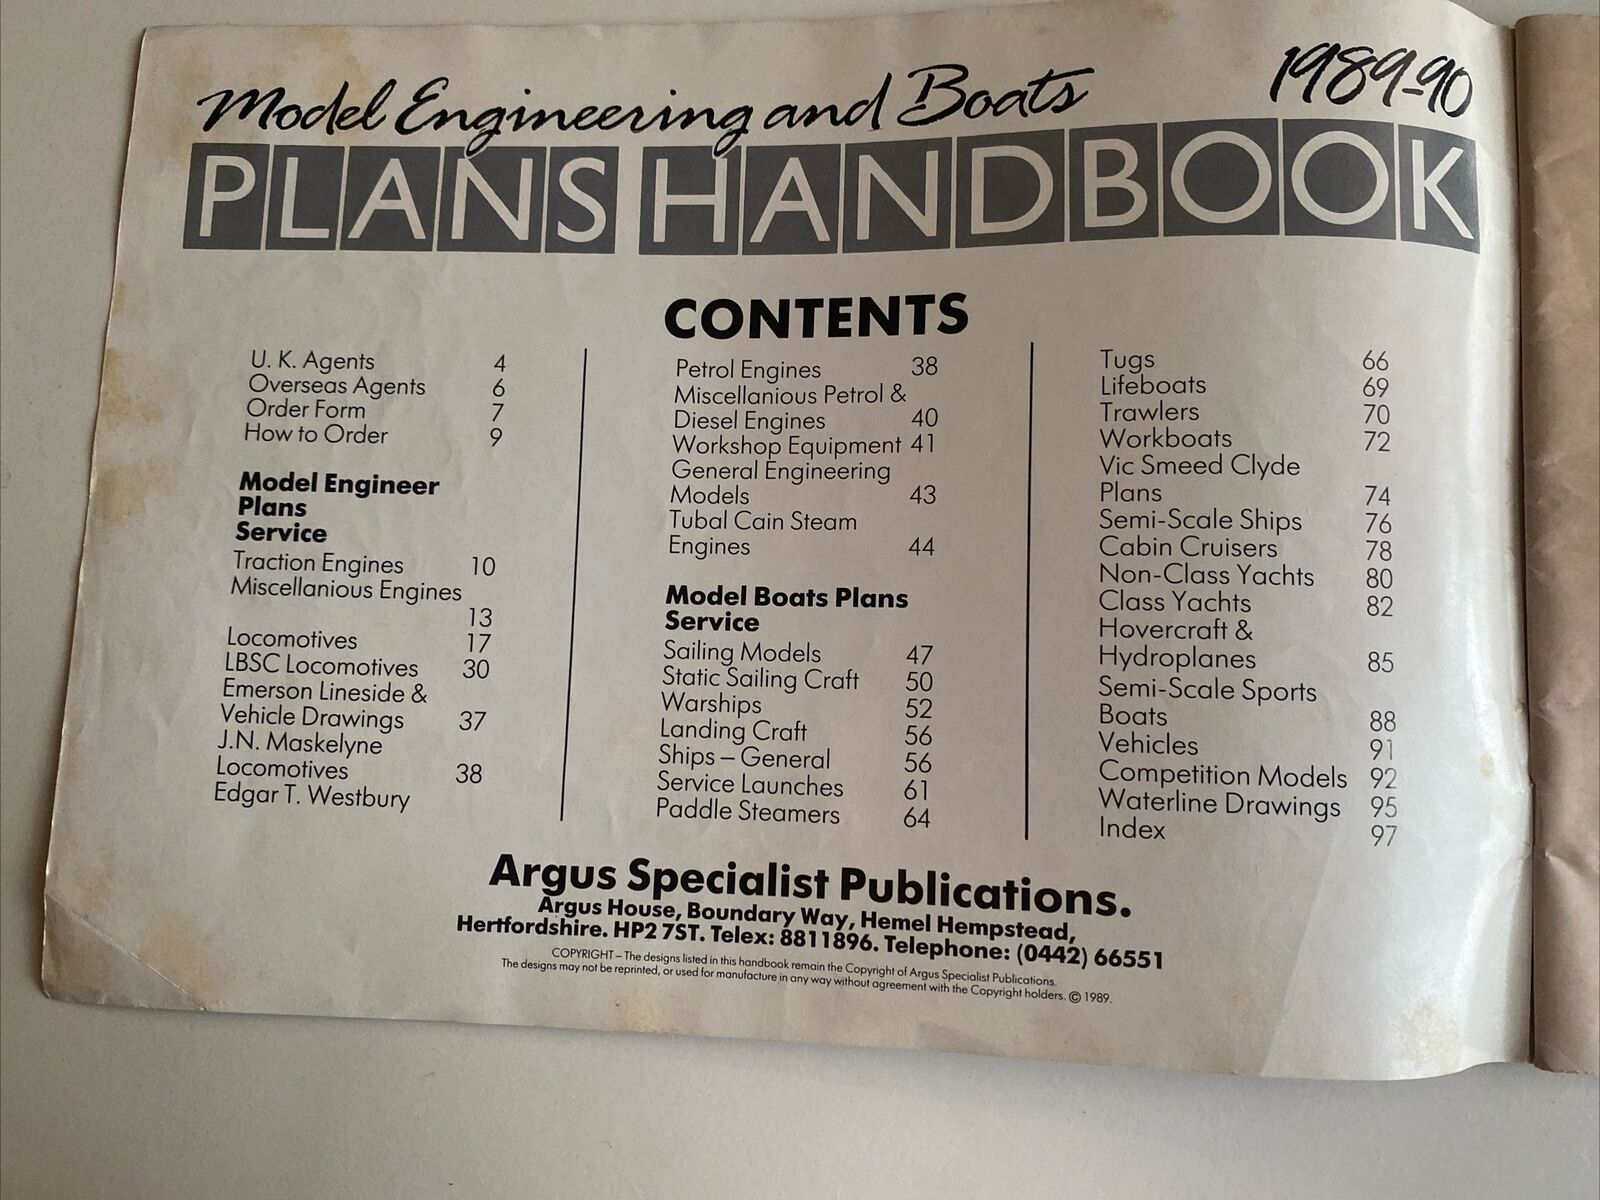 Model Engineering and Boats 1989-90
PLANS HANDBOOK
CONTENTS
U. K. Agents 4
Overseas Agents 6
Order Form 7
How to Order 9
Model Engineer
Plans
Service
Traction Engines 10
Miscellanious Engines
13
Locomotives 17
LBSC Locomotives 30
Emerson Lineside &
Vehicle Drawings 37
J.N. Maskelyne
Locomotives 38
Edgar T. Westbury
Petrol Engines 38
Miscellanious Petrol &
Diesel Engines 40
Workshop Equipment 41
General Engineering
Models 43
Tubal Cain Steam
Engines 44
Model Boats Plans
Service
Sailing Models 47
Static Sailing Craft 50
Warships 52
Landing Craft 56
Ships – General 56
Service Launches 61
Paddle Steamers 64
Tugs 66
Lifeboats 69
Trawlers 70
Workboats 72
Vic Smeed Clyde
Plans 74
Semi-Scale Ships 76
Cabin Cruisers 78
Non-Class Yachts 80
Class Yachts 82
Hovercraft &
Hydroplanes 85
Semi-Scale Sports
Boats 88
Vehicles 91
Competition Models 92
Waterline Drawings 95
Index 97
Argus Specialist Publications.
Argus House, Boundary Way, Hemel Hempstead,
Hertfordshire. HP2 7ST. Telex: 8811896. Telephone: (0442) 66551
COPYRIGHT – The designs listed in this handbook remain the Copyright of Argus Specialist Publications.
The designs may not be reprinted, or used for manufacture in any way without agreement with the Copyright holders. © 1989.